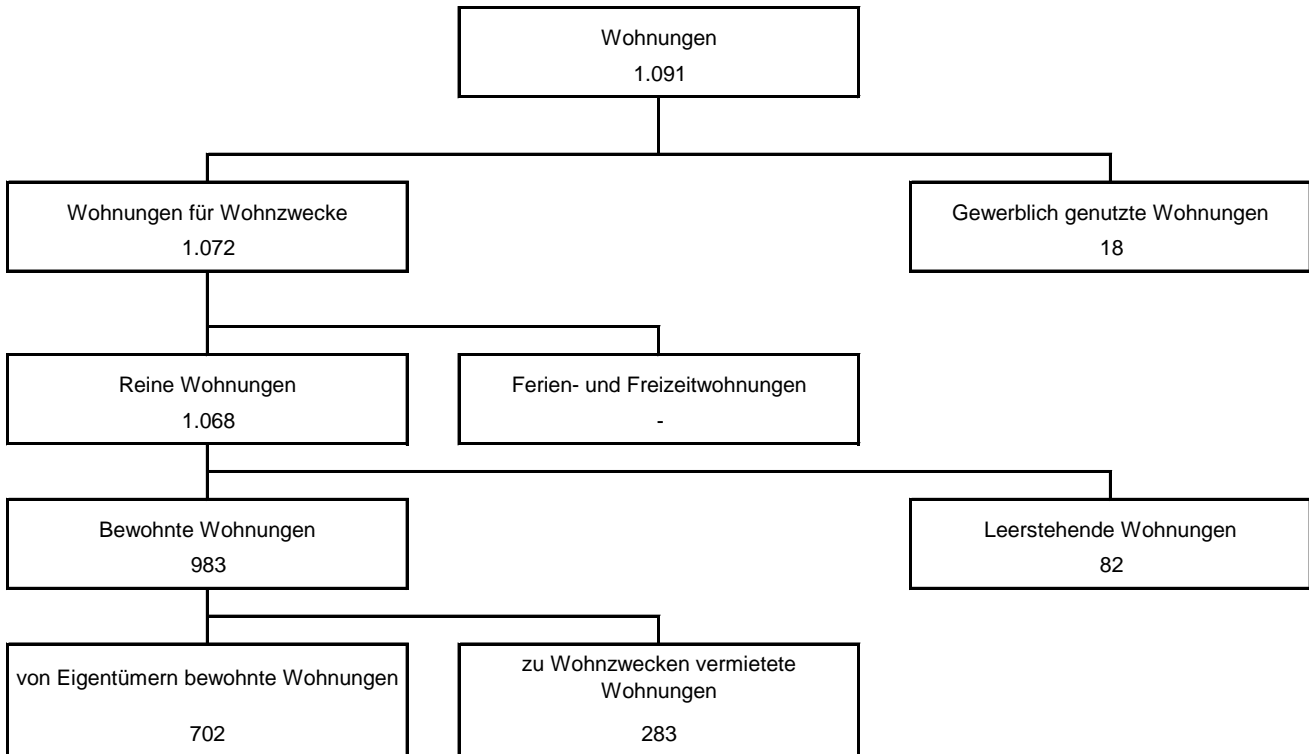 Wohnungen
1.091
Wohnungen für Wohnzwecke
1.072
Gewerblich genutzte Wohnungen
18
Reine Wohnungen
1.068
Ferien- und Freizeitwohnungen
-
Bewohnte Wohnungen
983
Leerstehende Wohnungen
82
von Eigentümern bewohnte Wohnungen
702
zu Wohnzwecken vermietete
Wohnungen
283